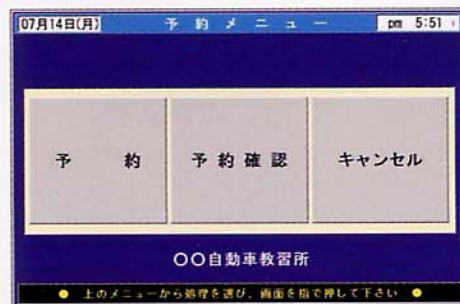 07月14日(月) 予約メニュー pm 5:51
予約 予約確認 キャンセル
〇〇自動車教習所
● 上のメニューから処理を選び、画面を指で押して下さい ●